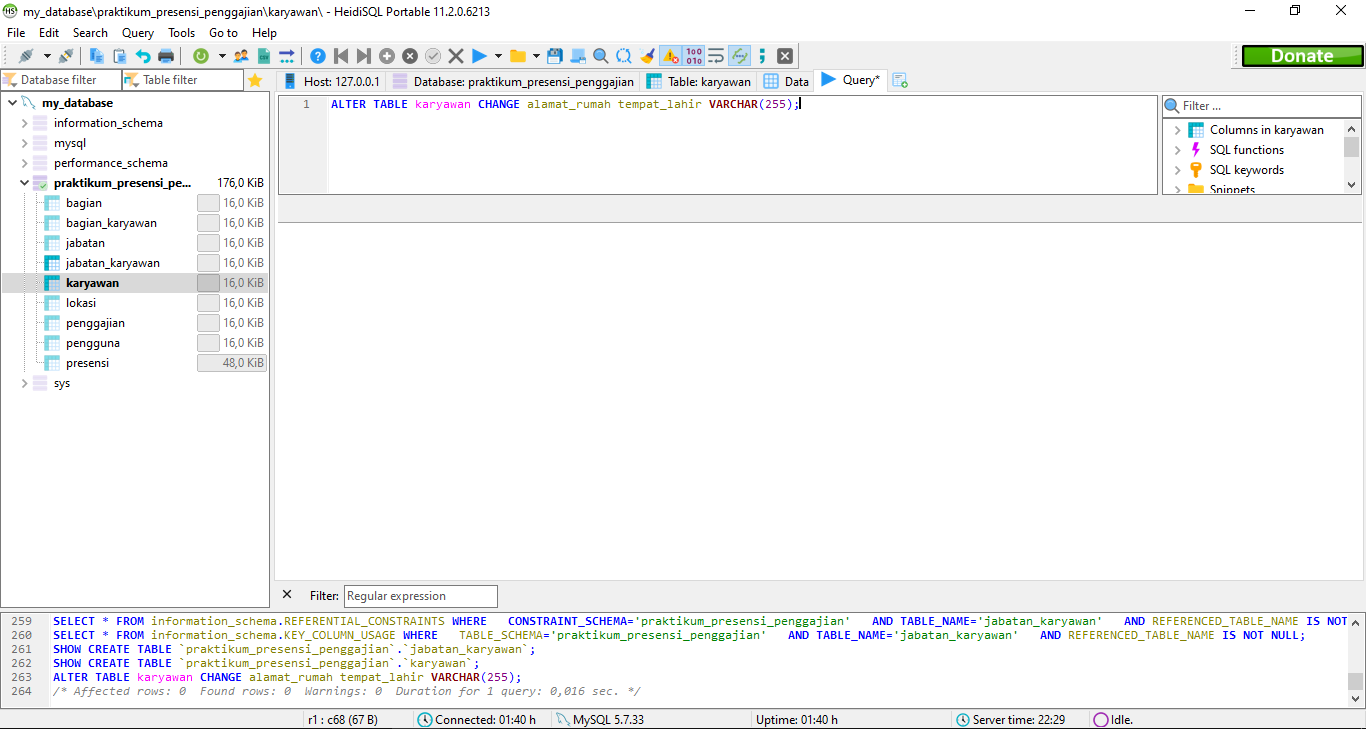 my_database\praktikum_presensi_penggajian\karyawan\ - HeidiSQL Portable 11.2.0.6213
File Edit Search Query Tools Go to Help
Donate
Database filter Table filter
Host: 127.0.0.1 Database: praktikum_presensi_penggajian Table: karyawan Data Query*
my_database
information_schema
mysql
performance_schema
praktikum_presensi_pe... 176,0 KiB
bagian 16,0 KiB
bagian_karyawan 16,0 KiB
jabatan 16,0 KiB
jabatan_karyawan 16,0 KiB
karyawan 16,0 KiB
lokasi 16,0 KiB
penggajian 16,0 KiB
pengguna 16,0 KiB
presensi 48,0 KiB
sys
1 ALTER TABLE karyawan CHANGE alamat_rumah tempat_lahir VARCHAR(255);
Filter ...
Columns in karyawan
SQL functions
SQL keywords
Snippets
Filter: Regular expression
259 SELECT * FROM information_schema.REFERENTIAL_CONSTRAINTS WHERE CONSTRAINT_SCHEMA='praktikum_presensi_penggajian' AND TABLE_NAME='jabatan_karyawan' AND REFERENCED_TABLE_NAME IS NOT
260 SELECT * FROM information_schema.KEY_COLUMN_USAGE WHERE TABLE_SCHEMA='praktikum_presensi_penggajian' AND TABLE_NAME='jabatan_karyawan' AND REFERENCED_TABLE_NAME IS NOT NULL;
261 SHOW CREATE TABLE `praktikum_presensi_penggajian`.`jabatan_karyawan`;
262 SHOW CREATE TABLE `praktikum_presensi_penggajian`.`karyawan`;
263 ALTER TABLE karyawan CHANGE alamat_rumah tempat_lahir VARCHAR(255);
264 /* Affected rows: 0 Found rows: 0 Warnings: 0 Duration for 1 query: 0,016 sec. */
r1 : c68 (67 B) Connected: 01:40 h MySQL 5.7.33 Uptime: 01:40 h Server time: 22:29 Idle.